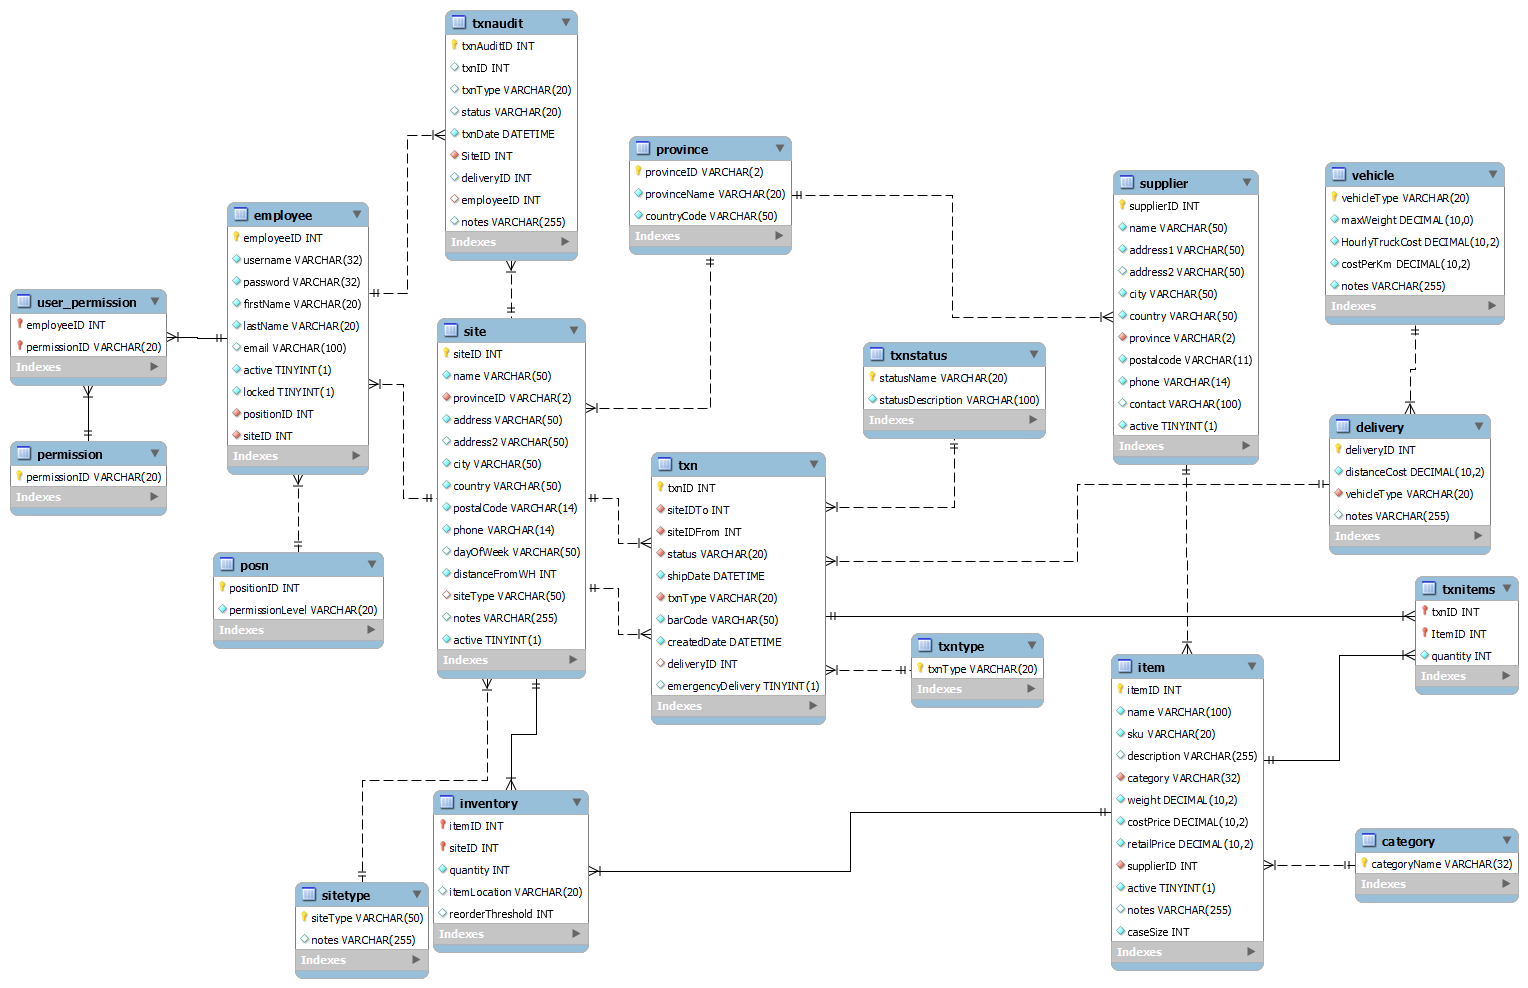 txnaudit
txnAuditID INT
txnID INT
txnType VARCHAR(20)
status VARCHAR(20)
txnDate DATETIME
SiteID INT
deliveryID INT
employeeID INT
notes VARCHAR(255)
Indexes
province
provinceID VARCHAR(2)
provinceName VARCHAR(20)
countryCode VARCHAR(50)
Indexes
supplier
supplierID INT
name VARCHAR(50)
address1 VARCHAR(50)
address2 VARCHAR(50)
city VARCHAR(50)
country VARCHAR(50)
province VARCHAR(2)
postalcode VARCHAR(11)
phone VARCHAR(14)
contact VARCHAR(100)
active TINYINT(1)
Indexes
vehicle
vehicleType VARCHAR(20)
maxWeight DECIMAL(10,0)
HourlyTruckCost DECIMAL(10,2)
costPerKm DECIMAL(10,2)
notes VARCHAR(255)
Indexes
employee
employeeID INT
username VARCHAR(32)
password VARCHAR(32)
firstName VARCHAR(20)
lastName VARCHAR(20)
email VARCHAR(100)
active TINYINT(1)
locked TINYINT(1)
positionID INT
siteID INT
Indexes
user_permission
employeeID INT
permissionID VARCHAR(20)
Indexes
permission
permissionID VARCHAR(20)
Indexes
posn
positionID INT
permissionLevel VARCHAR(20)
Indexes
site
siteID INT
name VARCHAR(50)
provinceID VARCHAR(2)
address VARCHAR(50)
address2 VARCHAR(50)
city VARCHAR(50)
country VARCHAR(50)
postalCode VARCHAR(14)
phone VARCHAR(14)
dayOfWeek VARCHAR(50)
distanceFromWH INT
siteType VARCHAR(50)
notes VARCHAR(255)
active TINYINT(1)
Indexes
txnstatus
statusName VARCHAR(20)
statusDescription VARCHAR(100)
Indexes
txn
txnID INT
siteIDTo INT
siteIDFrom INT
status VARCHAR(20)
shipDate DATETIME
txnType VARCHAR(20)
barCode VARCHAR(50)
createdDate DATETIME
deliveryID INT
emergencyDelivery TINYINT(1)
Indexes
delivery
deliveryID INT
distanceCost DECIMAL(10,2)
vehicleType VARCHAR(20)
notes VARCHAR(255)
Indexes
txnitems
txnID INT
ItemID INT
quantity INT
Indexes
txntype
txnType VARCHAR(20)
Indexes
item
itemID INT
name VARCHAR(100)
sku VARCHAR(20)
description VARCHAR(255)
category VARCHAR(32)
weight DECIMAL(10,2)
costPrice DECIMAL(10,2)
retailPrice DECIMAL(10,2)
supplierID INT
active TINYINT(1)
notes VARCHAR(255)
caseSize INT
Indexes
category
categoryName VARCHAR(32)
Indexes
inventory
itemID INT
siteID INT
quantity INT
itemLocation VARCHAR(20)
reorderThreshold INT
Indexes
sitetype
siteType VARCHAR(50)
notes VARCHAR(255)
Indexes